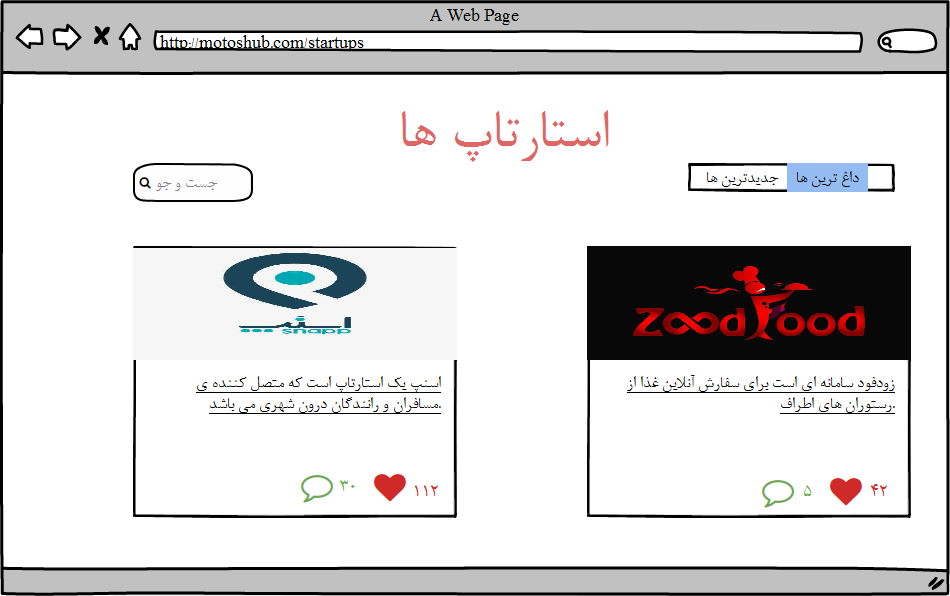 A Web Page
http://motoshub.com/startups
استارتاپ ها
داغ ترین ها
جدیدترین ها
جست و جو
ZoodFood
زودفود سامانه ای است برای سفارش آنلاین غذا از
رستوران های اطراف.
۴۲
۵
اسنپ
snapp
اسنپ یک استارتاپ است که متصل کننده ی
مسافران و رانندگان درون شهری می باشد.
۱۱۲
۳۰